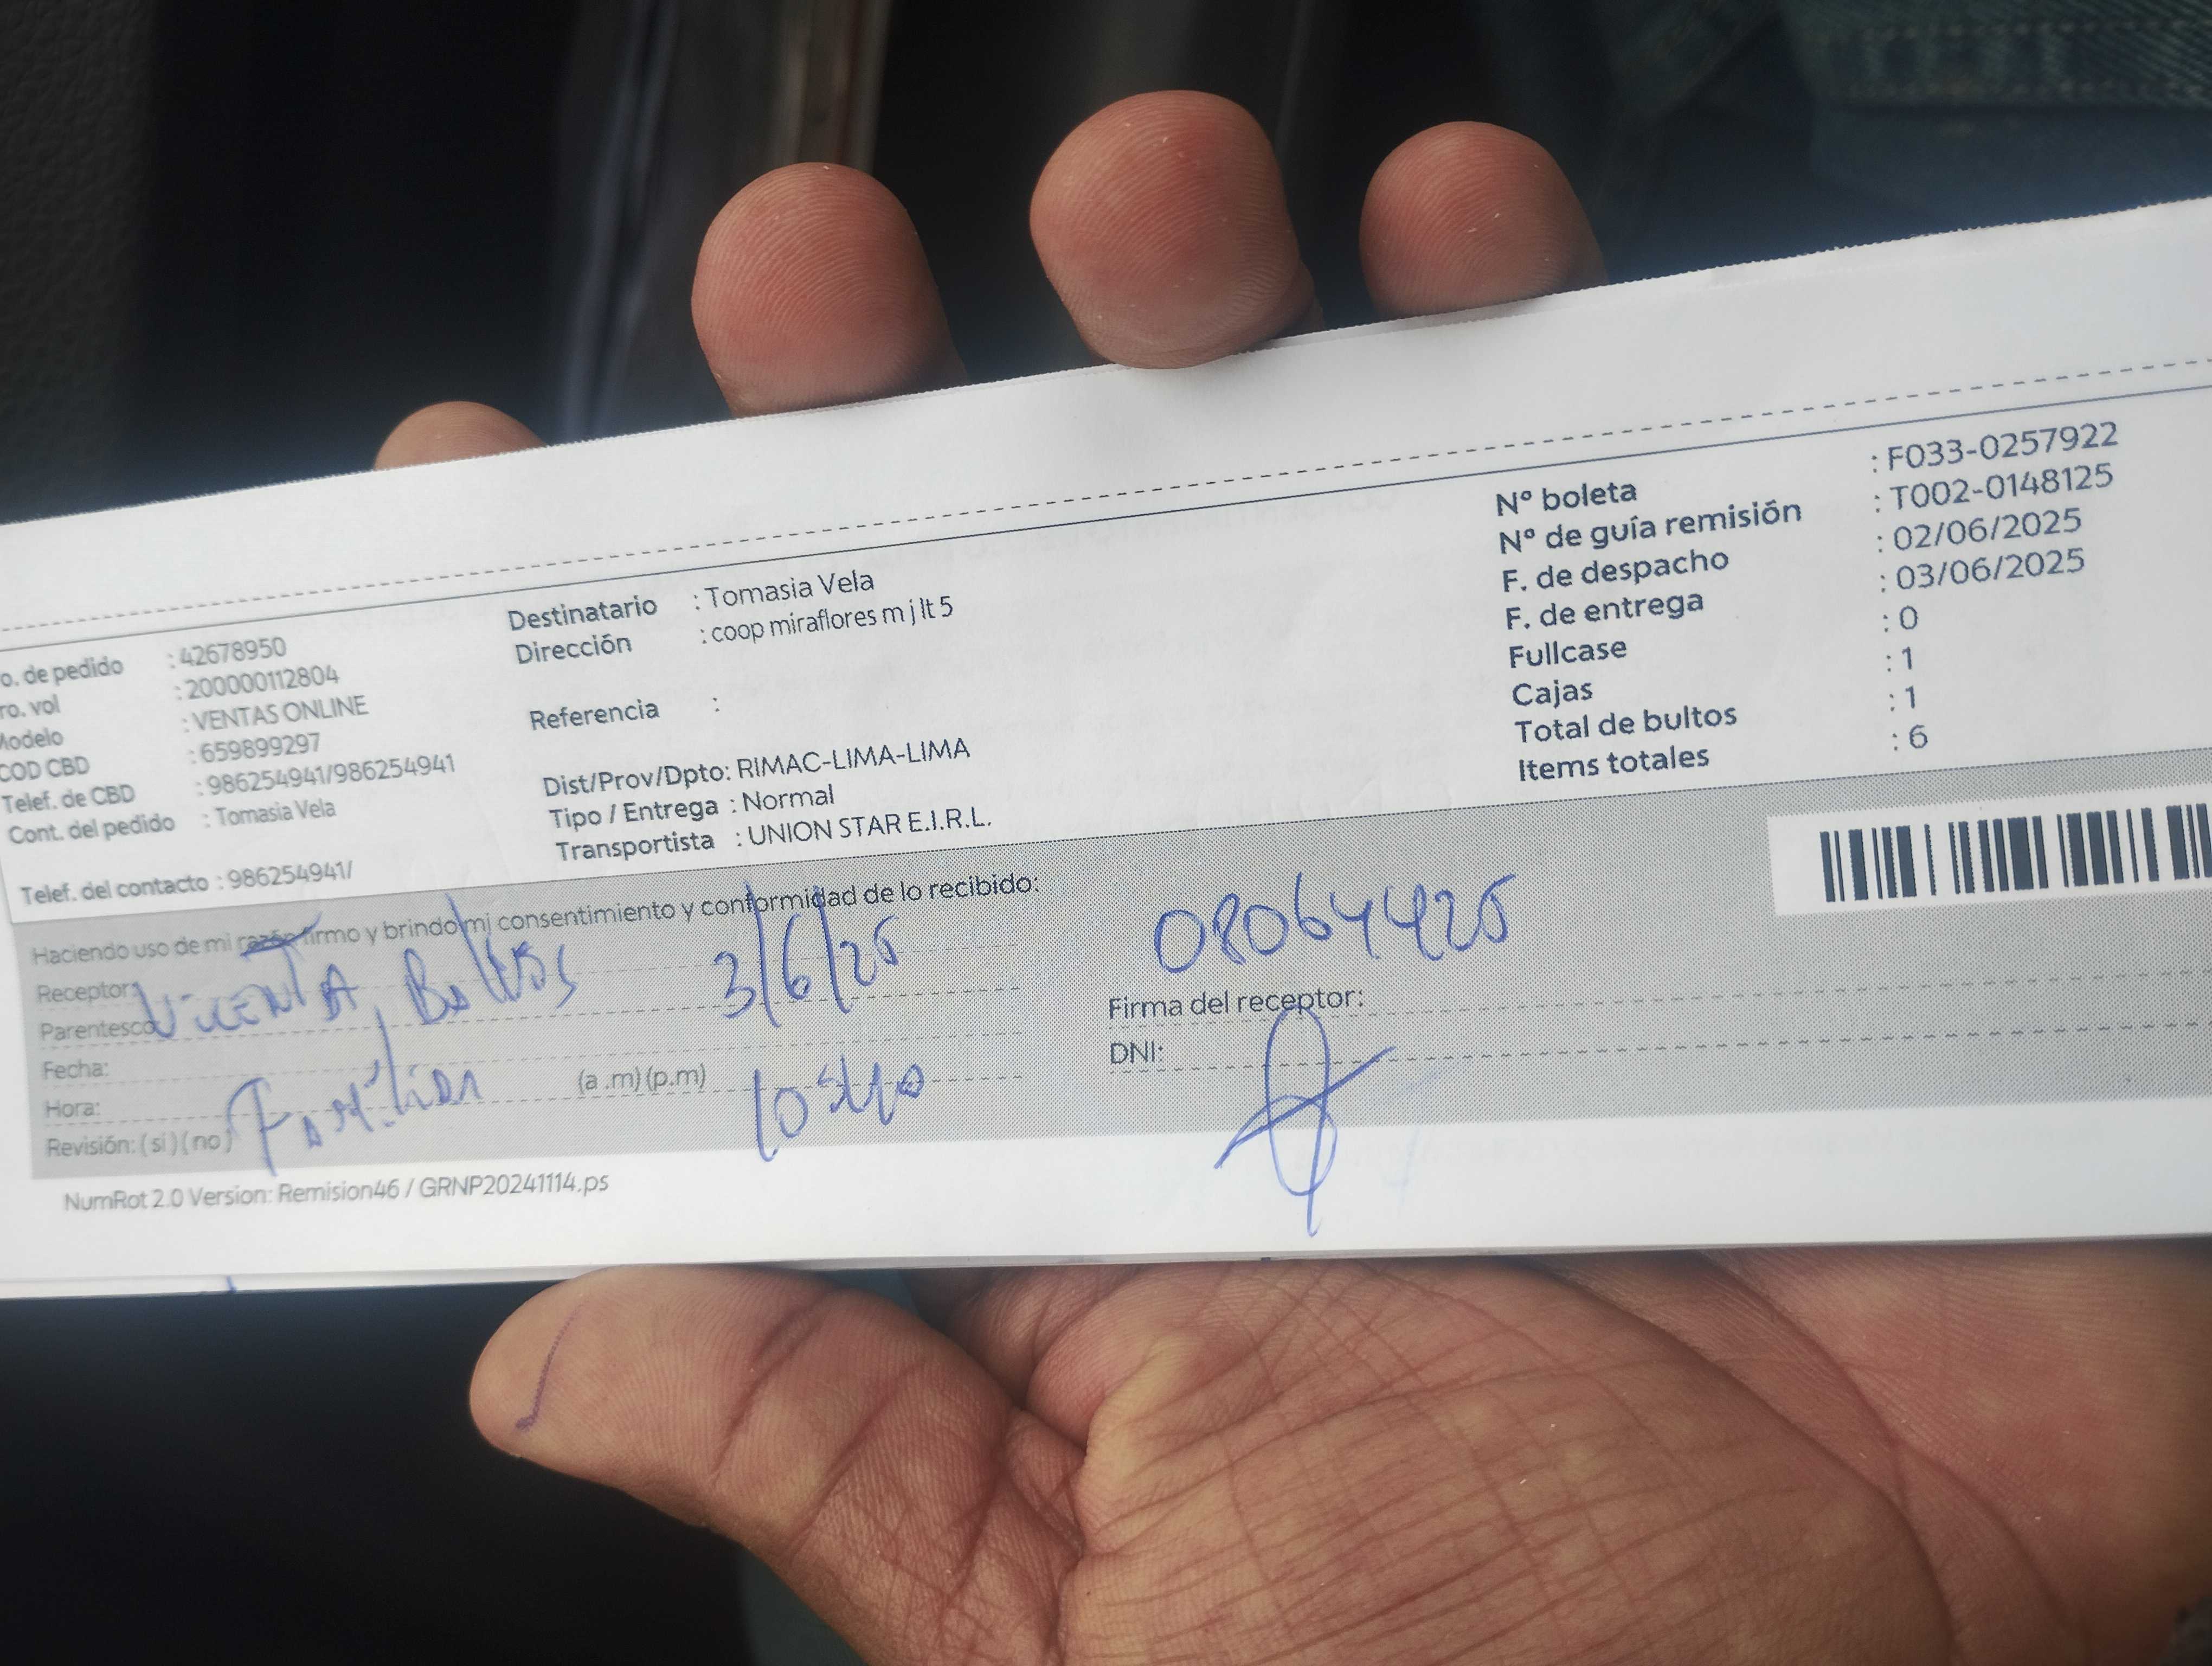 o. de pedido : 42678950
ro. vol : 200000112804
Modelo : VENTAS ONLINE
COD CBD : 659899297
Telef. de CBD : 986254941/986254941
Cont. del pedido : Tomasia Vela
Telef. del contacto : 986254941/
Destinatario : Tomasia Vela
Dirección : coop miraflores m j lt 5
Referencia :
Dist/Prov/Dpto: RIMAC-LIMA-LIMA
Tipo / Entrega : Normal
Transportista : UNION STAR E.I.R.L.
Nº boleta : F033-0257922
Nº de guía remisión : T002-0148125
F. de despacho : 02/06/2025
F. de entrega : 03/06/2025
Fullcase : 0
Cajas : 1
Total de bultos : 1
Items totales : 6
Haciendo uso de mi razón firmo y brindo mi consentimiento y conformidad de lo recibido:
Receptor:
Parentesco
Fecha:
Hora: (a .m) (p.m)
Revisión: (si) (no)
3/6/25
08064425
Firma del receptor:
DNI:
NumRot 2.0 Version: Remision46 / GRNP20241114.ps